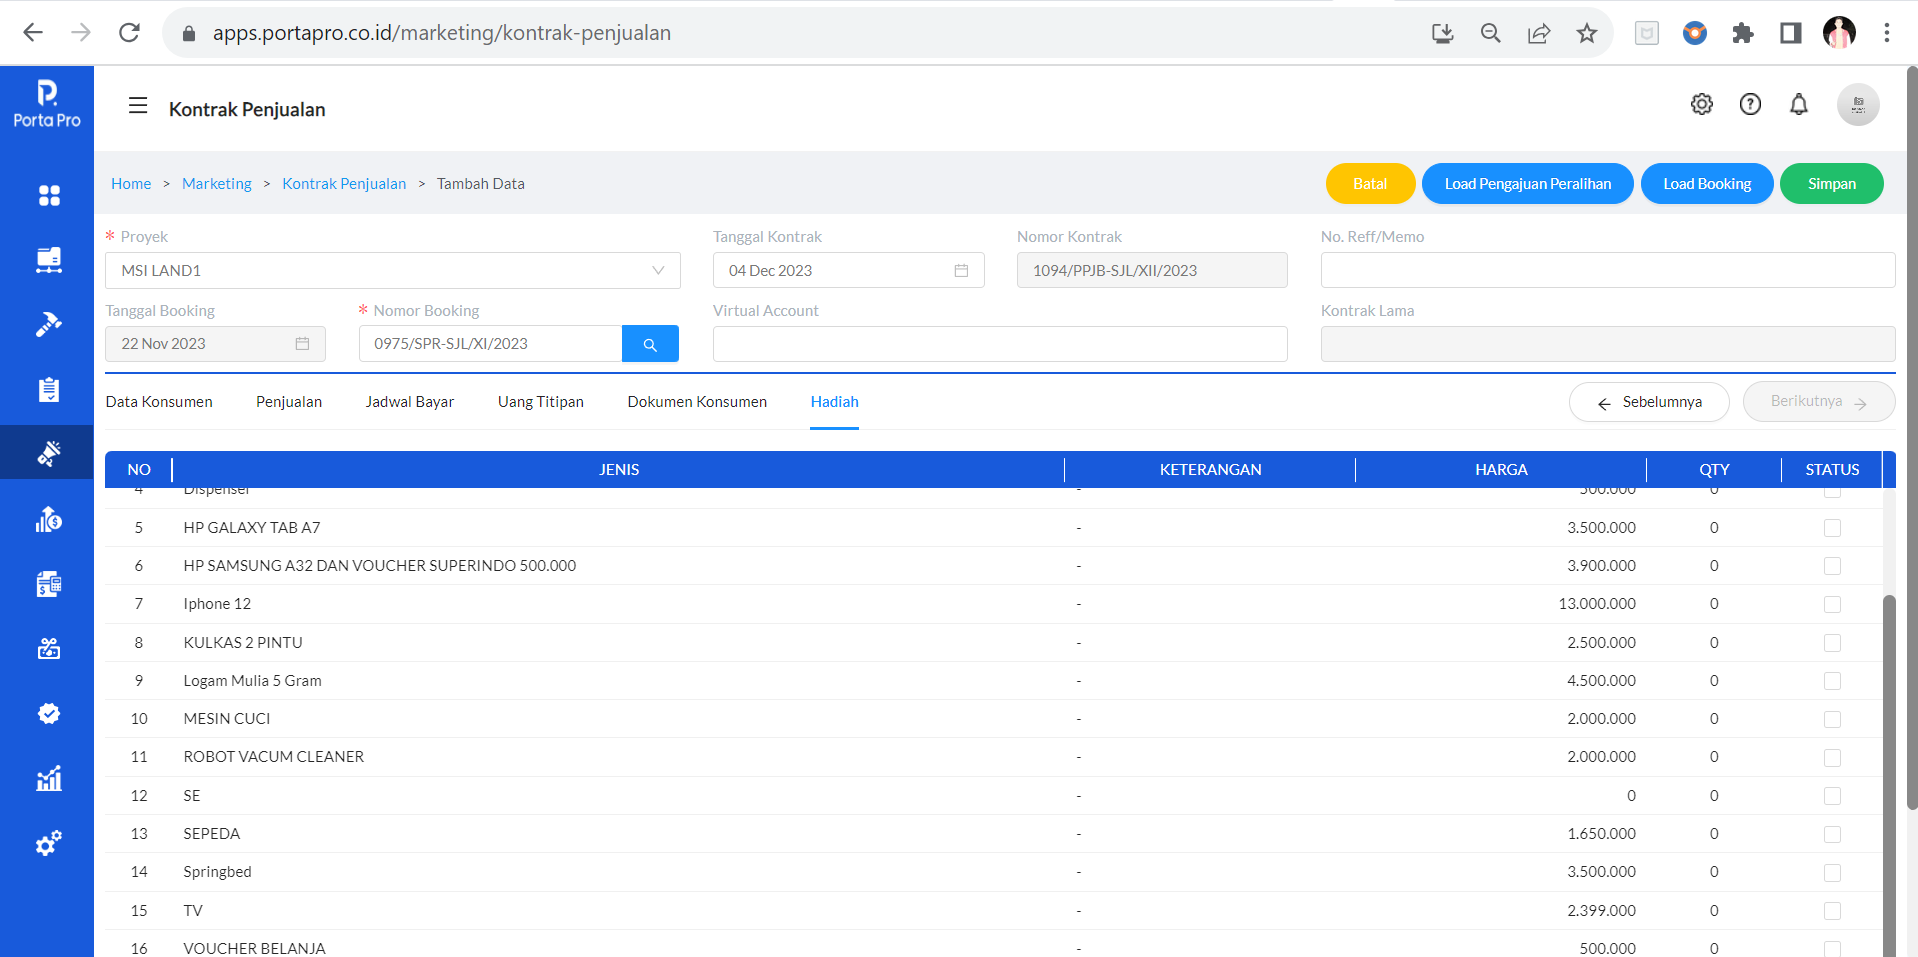 apps.portapro.co.id/marketing/kontrak-penjualan
Porta Pro
Kontrak Penjualan
Home > Marketing > Kontrak Penjualan > Tambah Data
Batal
Load Pengajuan Peralihan
Load Booking
Simpan
* Proyek
Tanggal Kontrak
Nomor Kontrak
No. Reff/Memo
MSI LAND1
04 Dec 2023
1094/PPJB-SJL/XII/2023
Tanggal Booking
* Nomor Booking
Virtual Account
Kontrak Lama
22 Nov 2023
0975/SPR-SJL/XI/2023
Data Konsumen
Penjualan
Jadwal Bayar
Uang Titipan
Dokumen Konsumen
Hadiah
← Sebelumnya
Berikutnya →
NO JENIS KETERANGAN HARGA QTY STATUS
4 Dispenser - 500.000 0
5 HP GALAXY TAB A7 - 3.500.000 0
6 HP SAMSUNG A32 DAN VOUCHER SUPERINDO 500.000 - 3.900.000 0
7 Iphone 12 - 13.000.000 0
8 KULKAS 2 PINTU - 2.500.000 0
9 Logam Mulia 5 Gram - 4.500.000 0
10 MESIN CUCI - 2.000.000 0
11 ROBOT VACUM CLEANER - 2.000.000 0
12 SE - 0 0
13 SEPEDA - 1.650.000 0
14 Springbed - 3.500.000 0
15 TV - 2.399.000 0
16 VOUCHER BELANJA - 500.000 0